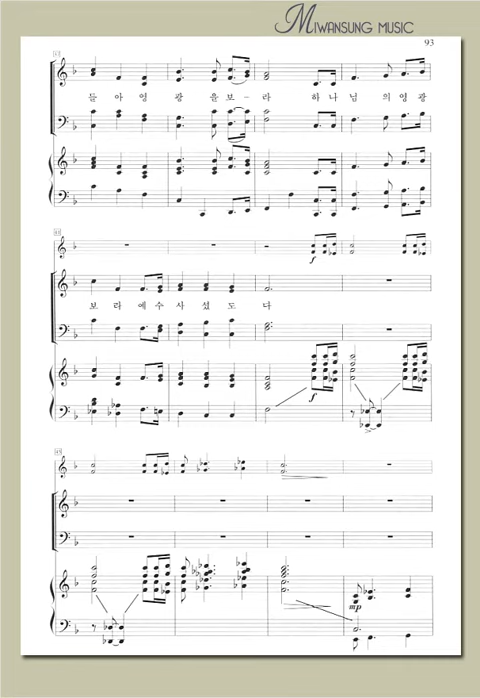 MIWANSUNG MUSIC
93
들 아 영 광 을 보 - 라 하 나 님 의 영 광
보 라 예 수 사 셨 도 다
f
f
mp